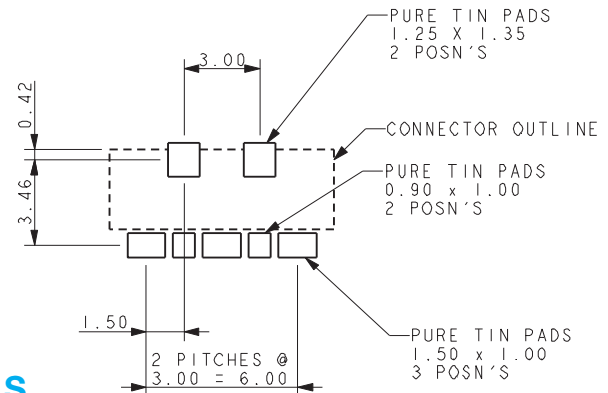 PURE TIN PADS
1.25 X 1.35
2 POSN'S
3.00
0.42
CONNECTOR OUTLINE
PURE TIN PADS
0.90 x 1.00
2 POSN'S
3.46
1.50
PURE TIN PADS
1.50 x 1.00
3 POSN'S
2 PITCHES @
3.00 = 6.00
S